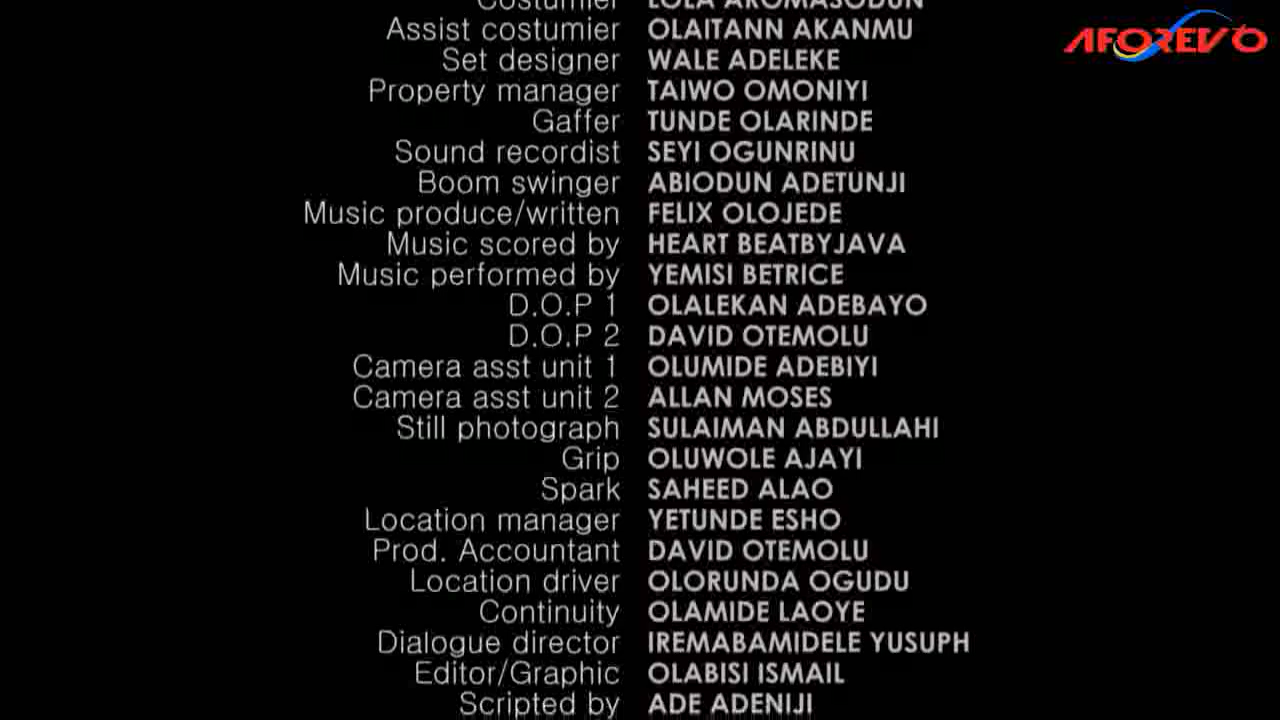 Costumier LOLA AROMASODUN
Assist costumier OLAITANN AKANMU
Set designer WALE ADELEKE
Property manager TAIWO OMONIYI
Gaffer TUNDE OLARINDE
Sound recordist SEYI OGUNRINU
Boom swinger ABIODUN ADETUNJI
Music produce/written FELIX OLOJEDE
Music scored by HEART BEATBYJAVA
Music performed by YEMISI BETRICE
D.O.P 1 OLALEKAN ADEBAYO
D.O.P 2 DAVID OTEMOLU
Camera asst unit 1 OLUMIDE ADEBIYI
Camera asst unit 2 ALLAN MOSES
Still photograph SULAIMAN ABDULLAHI
Grip OLUWOLE AJAYI
Spark SAHEED ALAO
Location manager YETUNDE ESHO
Prod. Accountant DAVID OTEMOLU
Location driver OLORUNDA OGUDU
Continuity OLAMIDE LAOYE
Dialogue director IREMABAMIDELE YUSUPH
Editor/Graphic OLABISI ISMAIL
Scripted by ADE ADENIJI
AFOREVO